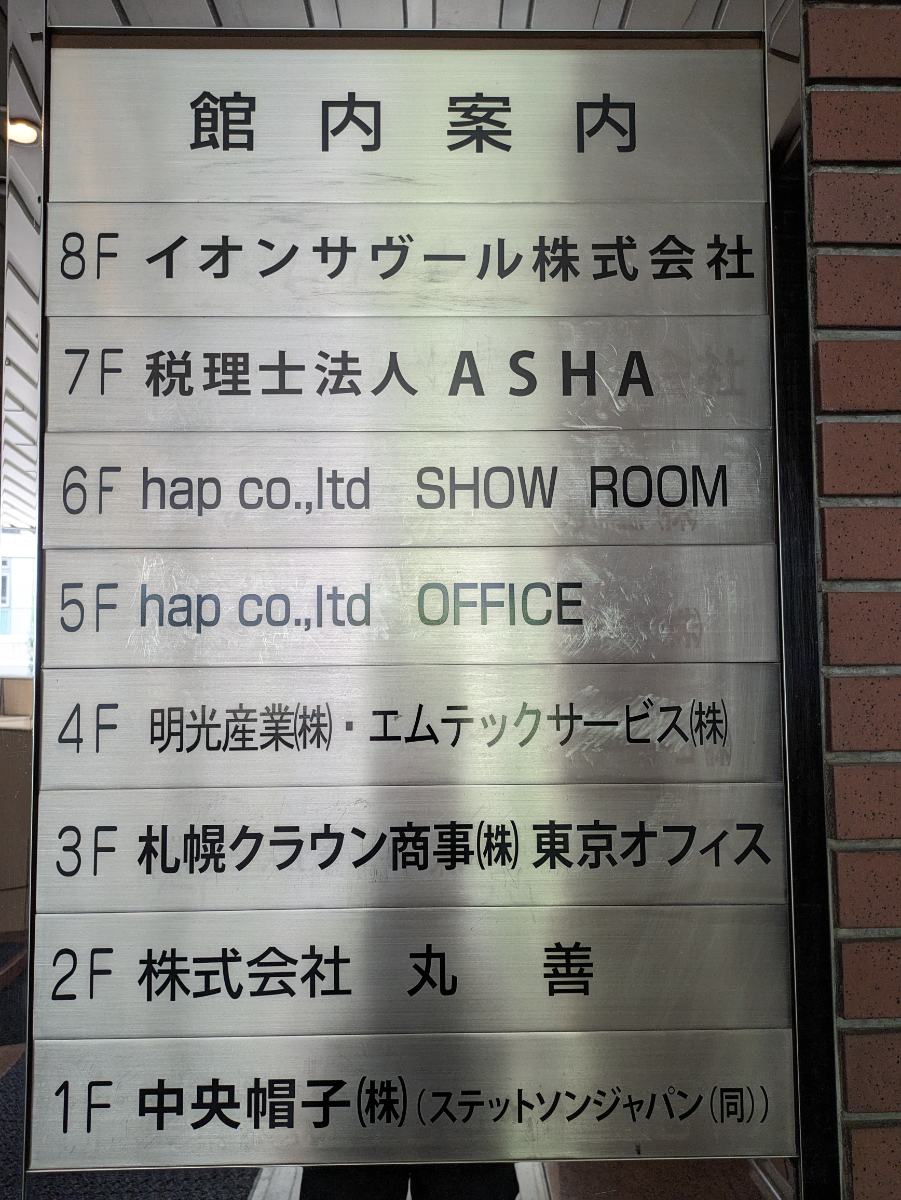 館内案内
8F イオンサヴール株式会社
7F 税理士法人 ASHA
6F hap co.,ltd SHOW ROOM
5F hap co.,ltd OFFICE
4F 明光産業㈱・エムテックサービス㈱
3F 札幌クラウン商事㈱ 東京オフィス
2F 株式会社 丸善
1F 中央帽子㈱(ステットソンジャパン(同))